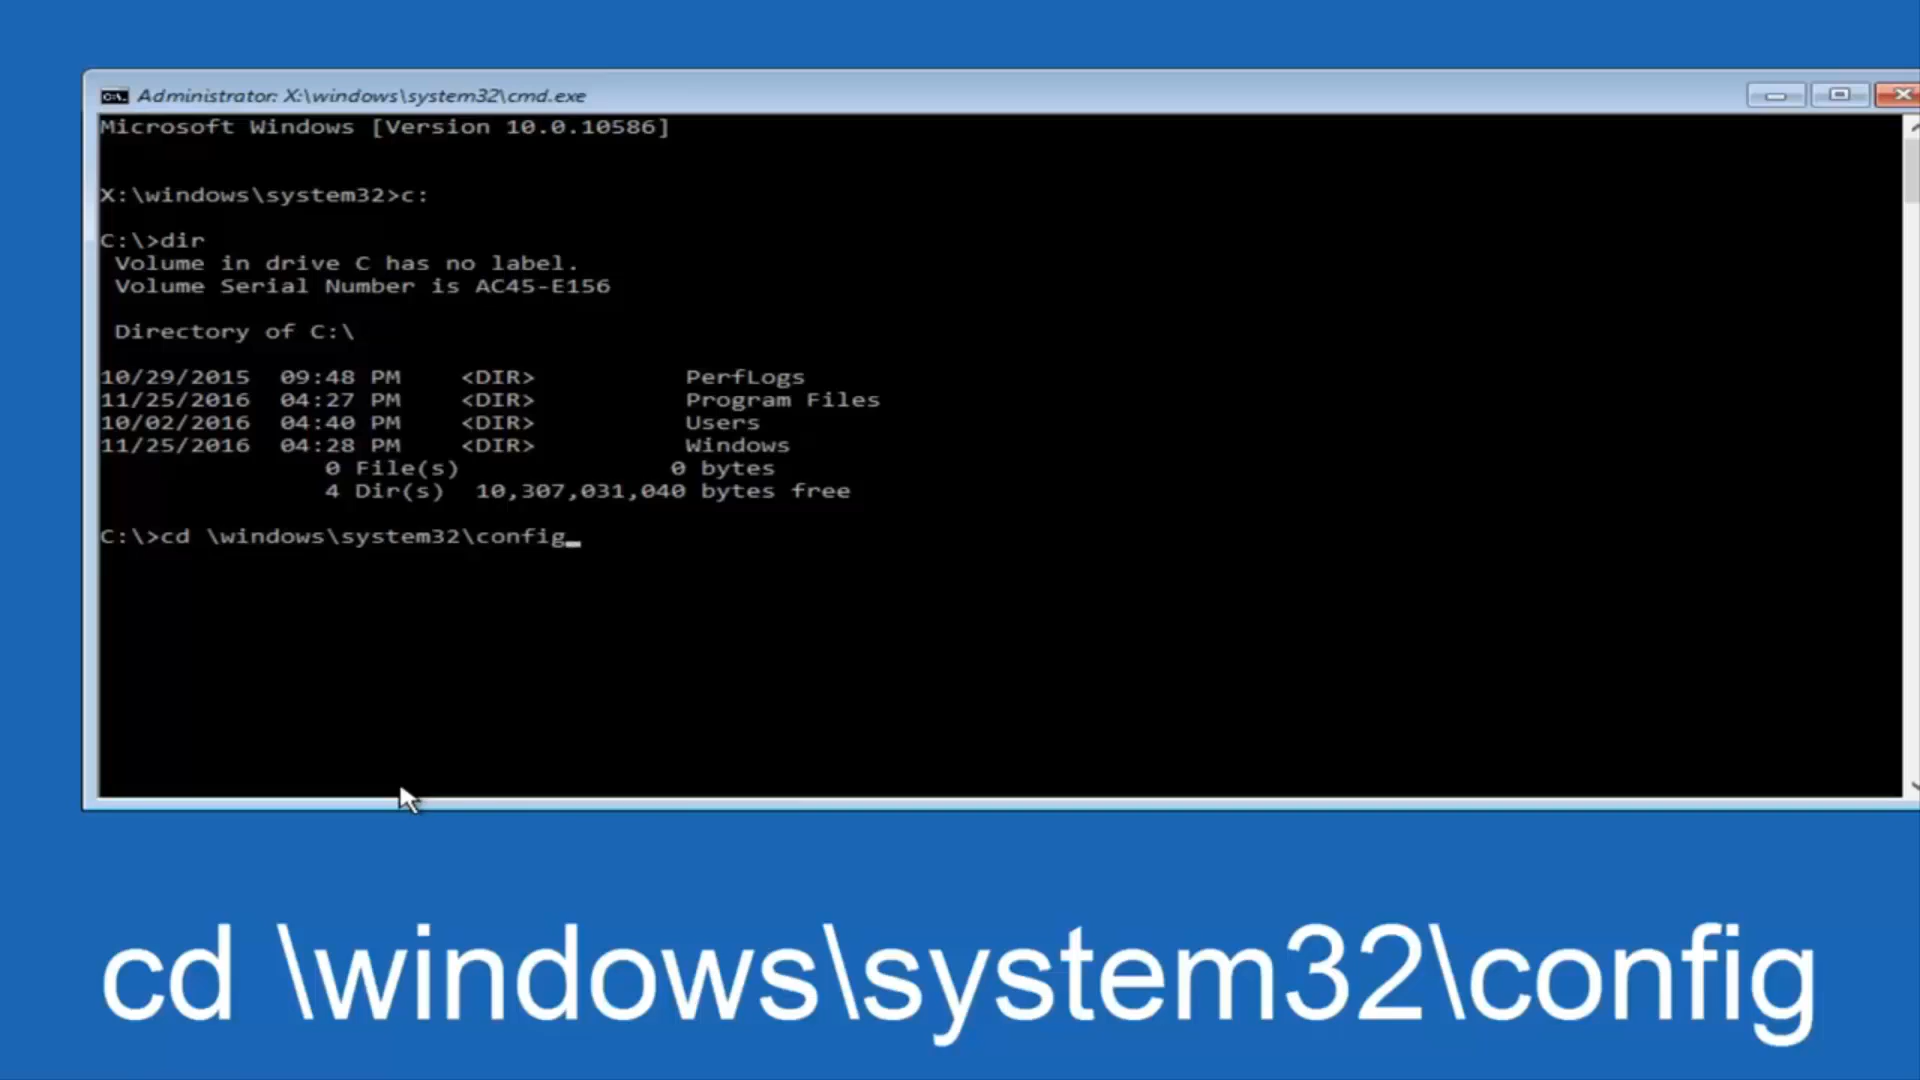 Administrator: X:\windows\system32\cmd.exe
Microsoft Windows [Version 10.0.10586]
X:\windows\system32>c:
C:\>dir
Volume in drive C has no label.
Volume Serial Number is AC45-E156
Directory of C:\
10/29/2015 09:48 PM <DIR> PerfLogs
11/25/2016 04:27 PM <DIR> Program Files
10/02/2016 04:40 PM <DIR> Users
11/25/2016 04:28 PM <DIR> Windows
0 File(s) 0 bytes
4 Dir(s) 10,307,031,040 bytes free
C:\>cd \windows\system32\config_
cd \windows\system32\config